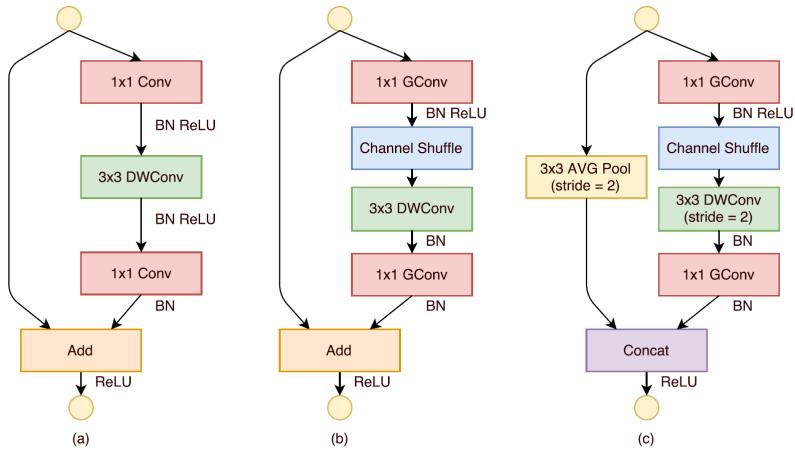 1x1 Conv
BN ReLU
3x3 DWConv
BN ReLU
1x1 Conv
BN
Add
ReLU
(a)
1x1 GConv
BN ReLU
Channel Shuffle
3x3 DWConv
BN
1x1 GConv
BN
Add
ReLU
(b)
3x3 AVG Pool
(stride = 2)
1x1 GConv
BN ReLU
Channel Shuffle
3x3 DWConv
(stride = 2)
BN
1x1 GConv
BN
Concat
ReLU
(c)